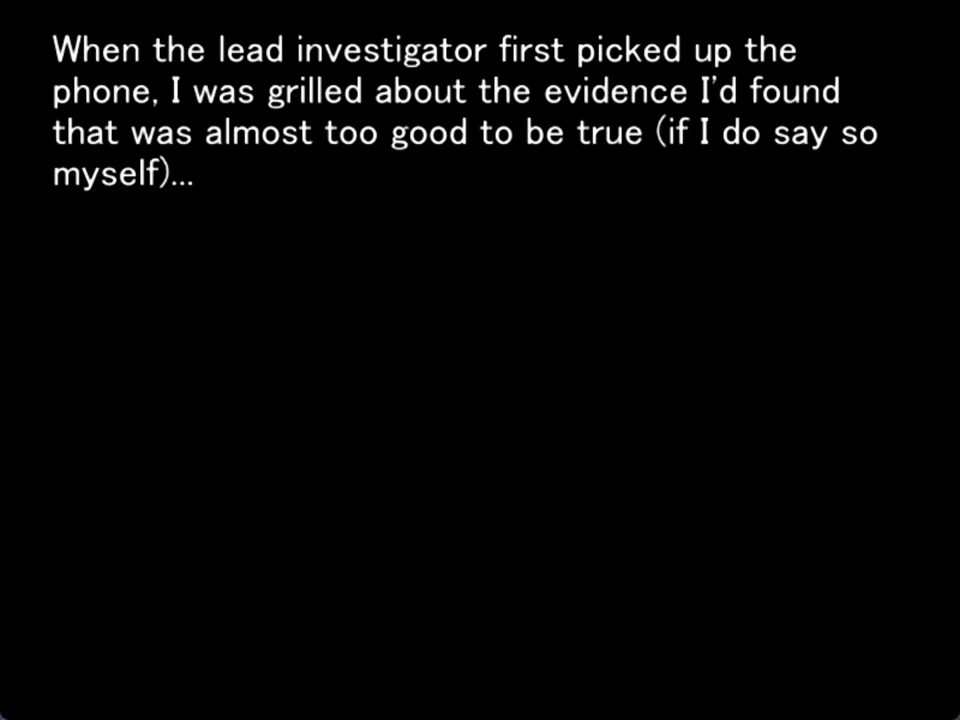 When the lead investigator first picked up the
phone, I was grilled about the evidence I'd found
that was almost too good to be true (if I do say so
myself)...